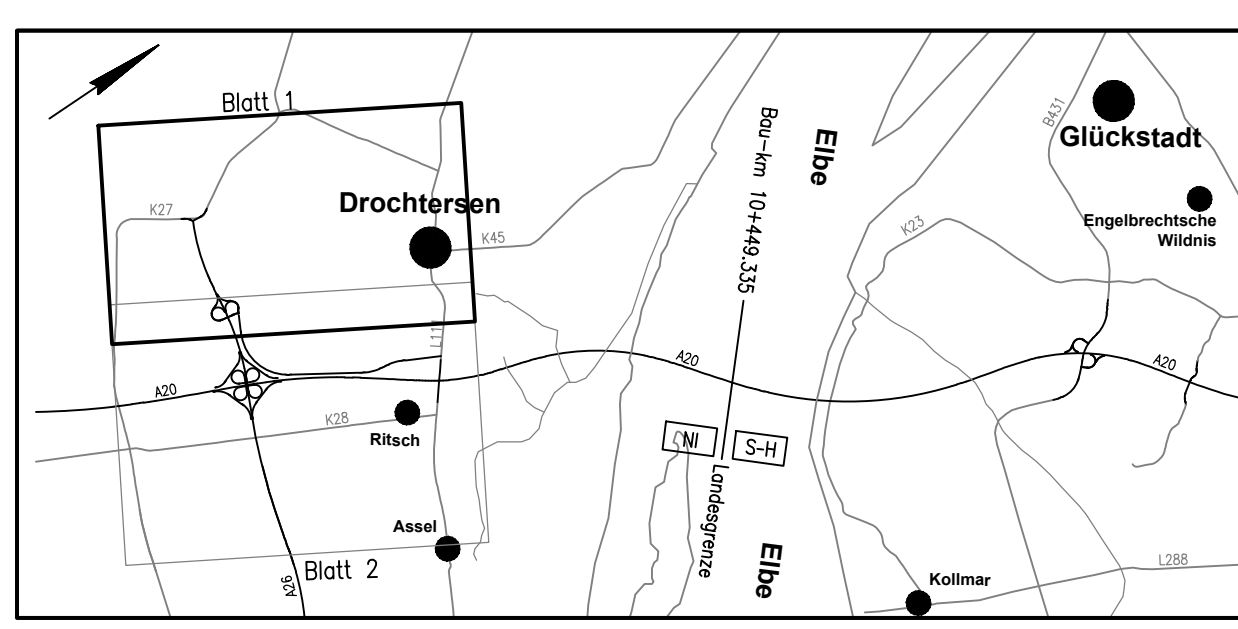 Blatt 1
B431
Glückstadt
Bau-km 10+449.335
Elbe
Drochtersen
K27
K45
K23
Engelbrechtsche
Wildnis
L111
A20
A20
A20
K28
Ritsch
NI
S-H
Landesgrenze
Assel
Elbe
Blatt 2
A26
Kollmar
L288